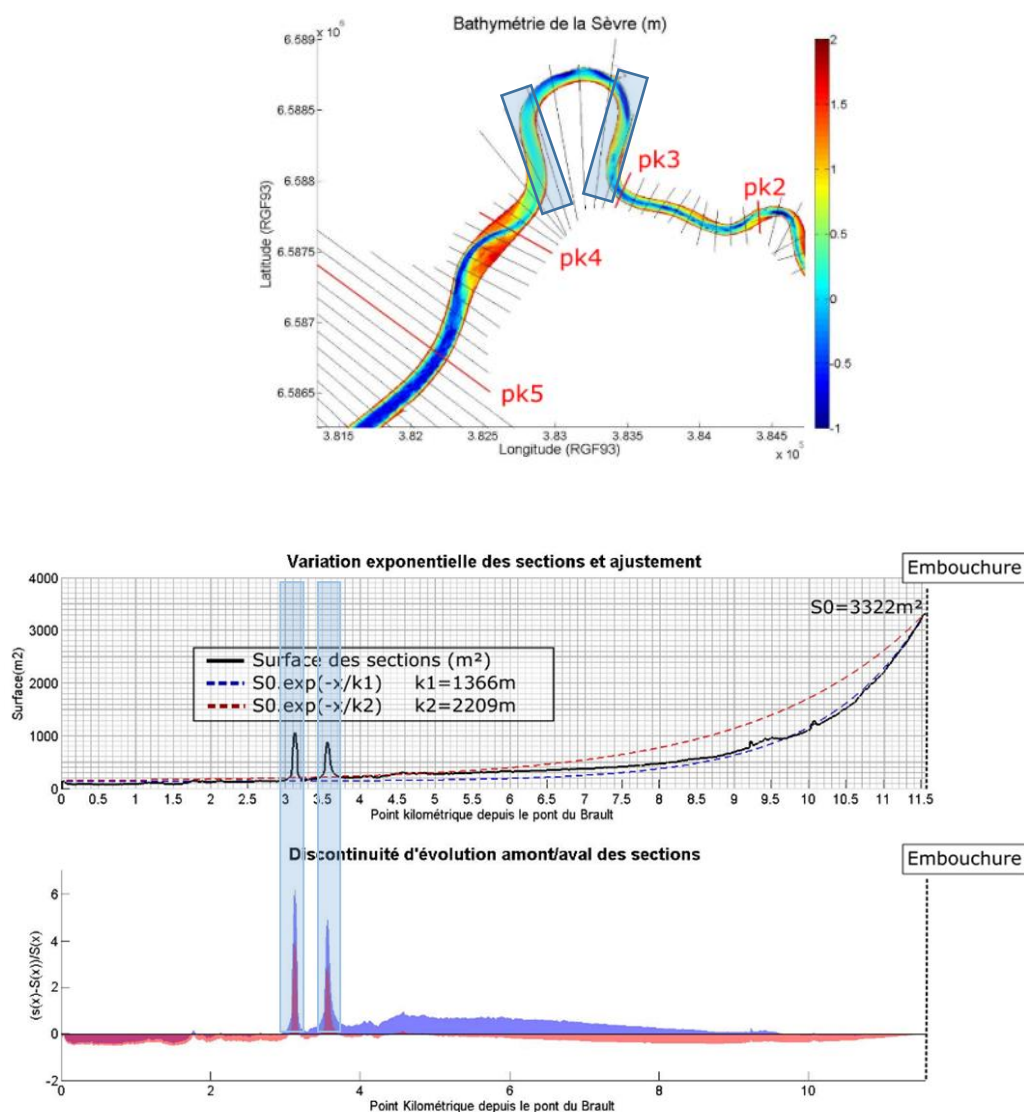 Bathymétrie de la Sèvre (m)
x 10⁶
6.589
6.5885
6.588
6.5875
6.587
6.5865
Latitude (RGF93)
3.815
3.82
3.825
3.83
3.835
3.84
3.845
x 10⁵
Longitude (RGF93)
pk3
pk2
pk4
pk5
2
1.5
1
0.5
0
-0.5
-1
Variation exponentielle des sections et ajustement
Embouchure
S0=3322m²
4000
3000
2000
1000
0
Surface(m2)
Surface des sections (m²)
S0.exp(-x/k1) k1=1366m
S0.exp(-x/k2) k2=2209m
0 0.5 1 1.5 2 2.5 3 3.5 4 4.5 5 5.5 6 6.5 7 7.5 8 8.5 9 9.5 10 10.5 11 11.5
Point kilométrique depuis le pont du Brault
Discontinuité d'évolution amont/aval des sections
Embouchure
6
4
2
0
-2
(s(x)-S(x))/S(x)
0 2 4 6 8 10
Point Kilométrique depuis le pont du Brault